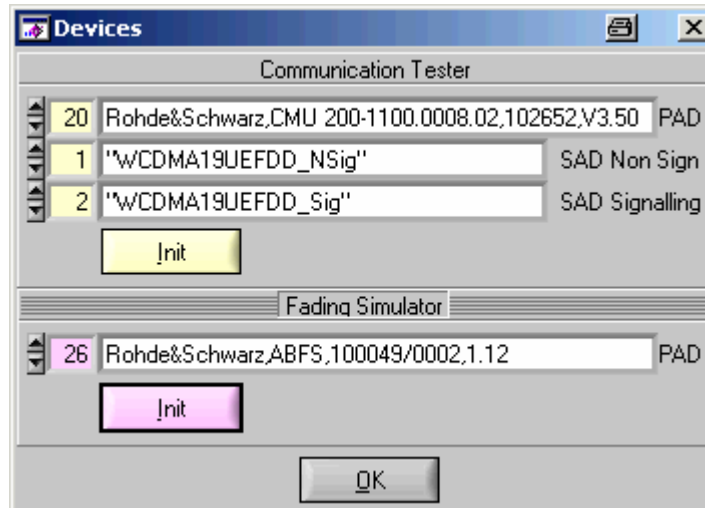 Devices
Communication Tester
20 Rohde&Schwarz,CMU 200-1100.0008.02,102652,V3.50 PAD
1 "WCDMA19UEFDD_NSig" SAD Non Sign
2 "WCDMA19UEFDD_Sig" SAD Signalling
Init
Fading Simulator
26 Rohde&Schwarz,ABFS,100049/0002,1.12 PAD
Init
OK